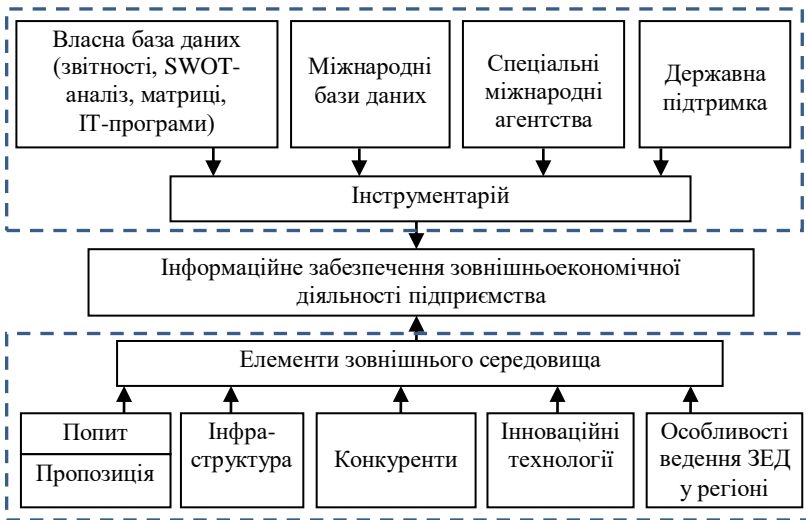 Власна база даних
(звітності, SWOT-
аналіз, матриці,
ІТ-програми)
Міжнародні
бази даних
Спеціальні
міжнародні
агентства
Державна
підтримка
Інструментарій
Інформаційне забезпечення зовнішньоекономічної
діяльності підприємства
Елементи зовнішнього середовища
Попит
Пропозиція
Інфра-
структура
Конкуренти
Інноваційні
технології
Особливості
ведення ЗЕД
у регіоні